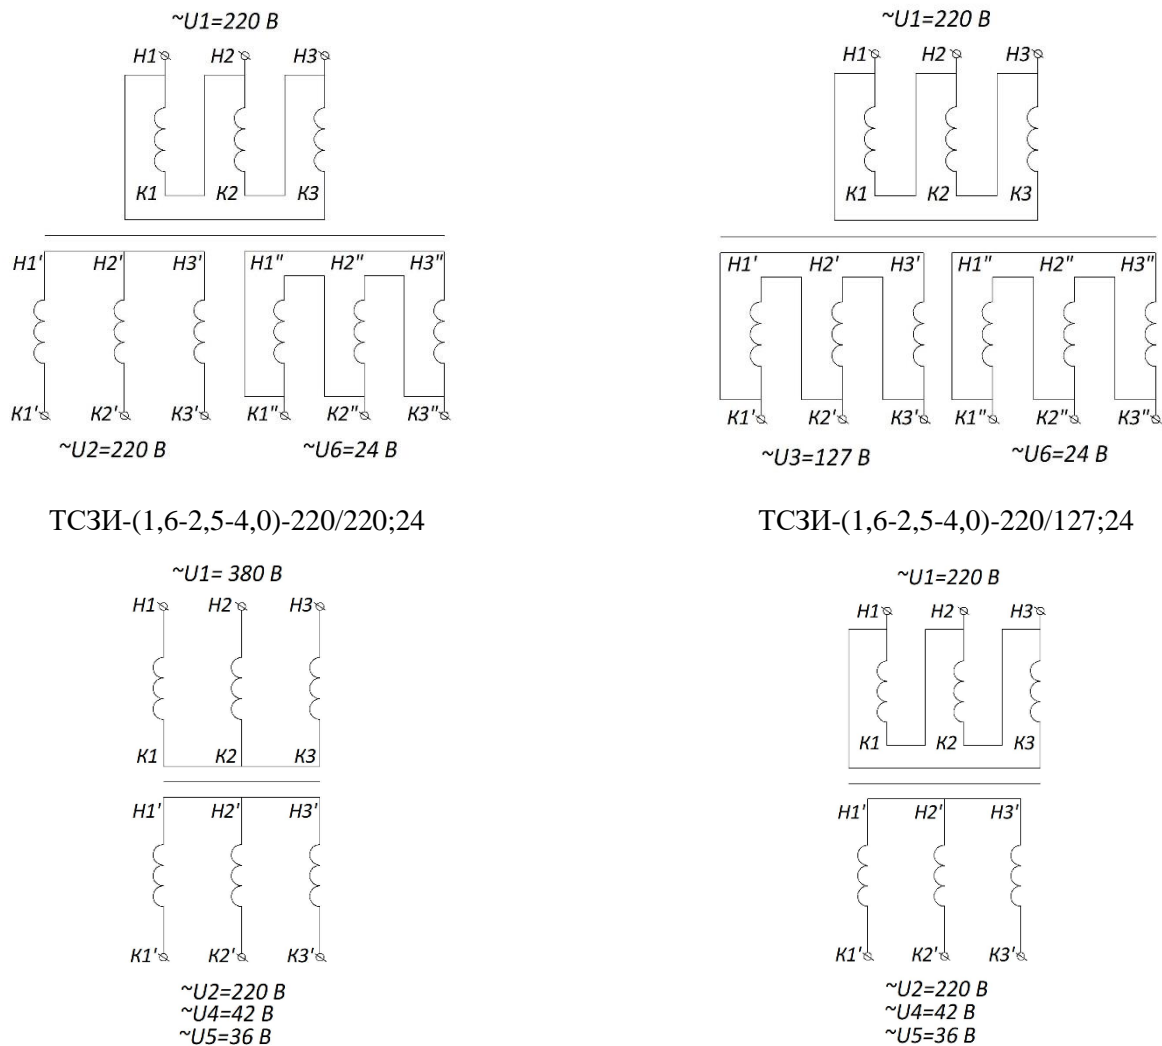 ~U1=220 В
H1 H2 H3
K1 K2 K3
H1' H2' H3' H1" H2" H3"
K1' K2' K3' K1" K2" K3"
~U2=220 В ~U6=24 В
ТСЗИ-(1,6-2,5-4,0)-220/220;24
~U1=220 В
H1 H2 H3
K1 K2 K3
H1' H2' H3' H1" H2" H3"
K1' K2' K3' K1" K2" K3"
~U3=127 В ~U6=24 В
ТСЗИ-(1,6-2,5-4,0)-220/127;24
~U1= 380 В
H1 H2 H3
K1 K2 K3
H1' H2' H3'
K1' K2' K3'
~U2=220 В
~U4=42 В
~U5=36 В
~U1=220 В
H1 H2 H3
K1 K2 K3
H1' H2' H3'
K1' K2' K3'
~U2=220 В
~U4=42 В
~U5=36 В